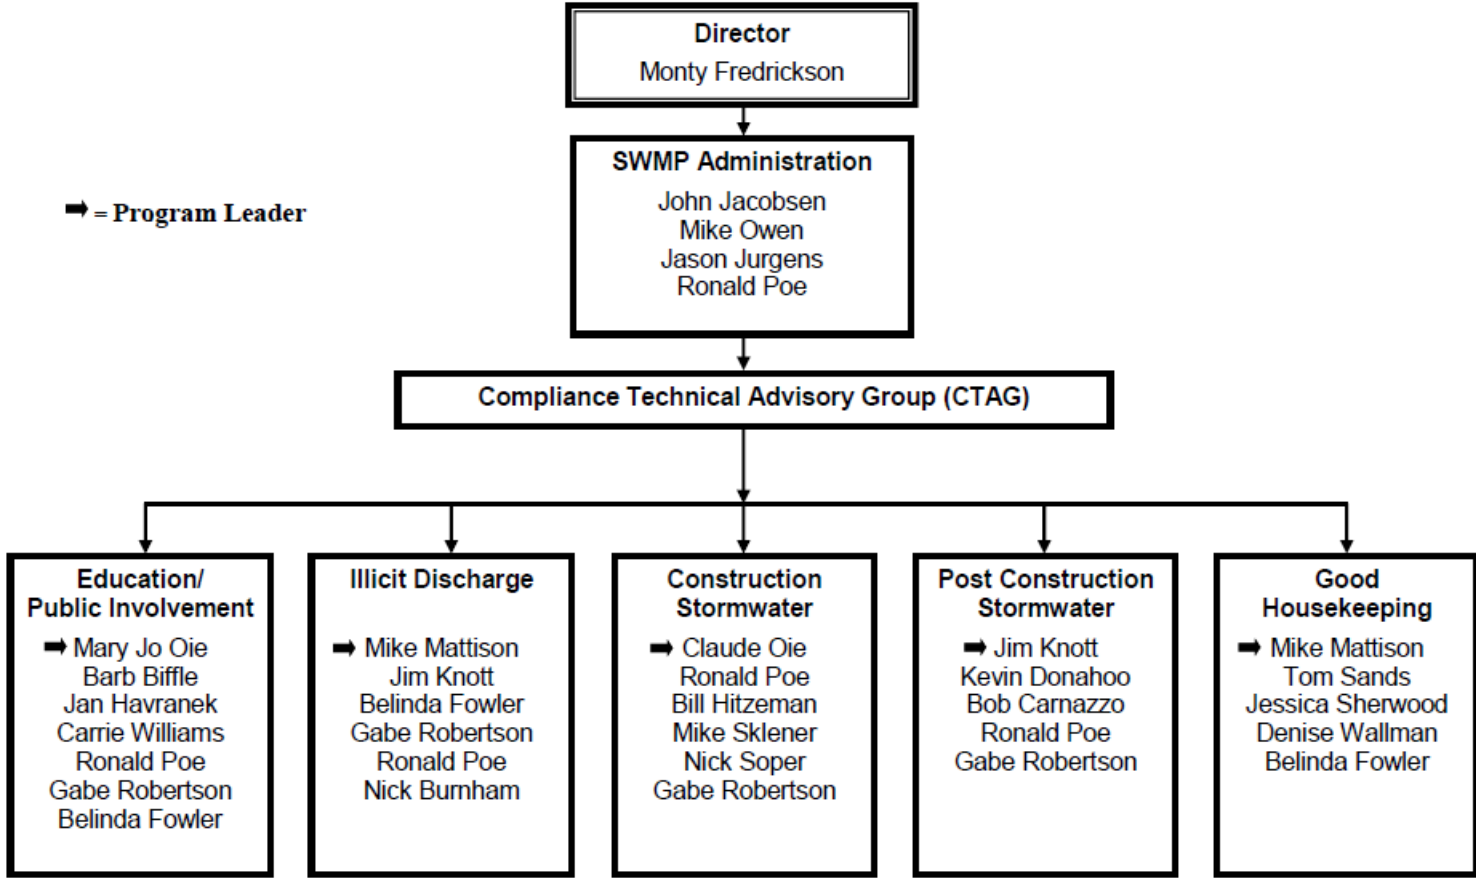 Director
Monty Fredrickson
SWMP Administration
John Jacobsen
Mike Owen
Jason Jurgens
Ronald Poe
= Program Leader
Compliance Technical Advisory Group (CTAG)
Education/
Public Involvement
Mary Jo Oie
Barb Biffle
Jan Havranek
Carrie Williams
Ronald Poe
Gabe Robertson
Belinda Fowler
Illicit Discharge
Mike Mattison
Jim Knott
Belinda Fowler
Gabe Robertson
Ronald Poe
Nick Burnham
Construction
Stormwater
Claude Oie
Ronald Poe
Bill Hitzeman
Mike Sklener
Nick Soper
Gabe Robertson
Post Construction
Stormwater
Jim Knott
Kevin Donahoo
Bob Carnazzo
Ronald Poe
Gabe Robertson
Good
Housekeeping
Mike Mattison
Tom Sands
Jessica Sherwood
Denise Wallman
Belinda Fowler